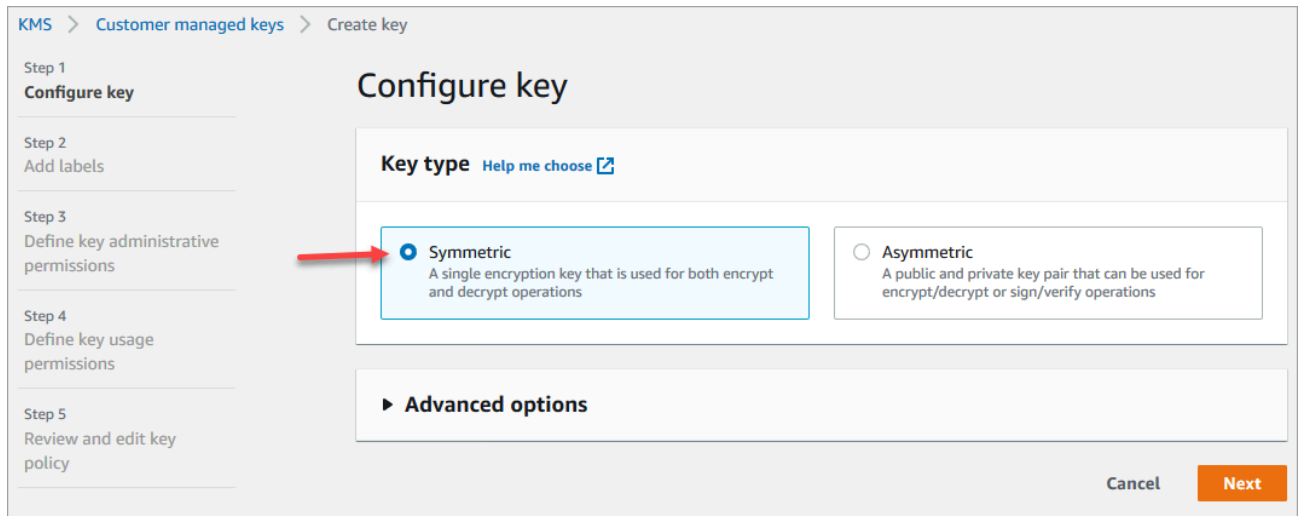 KMS > Customer managed keys > Create key
Step 1
Configure key
Step 2
Add labels
Step 3
Define key administrative
permissions
Step 4
Define key usage
permissions
Step 5
Review and edit key
policy
Configure key
Key type Help me choose
Symmetric
A single encryption key that is used for both encrypt
and decrypt operations
Asymmetric
A public and private key pair that can be used for
encrypt/decrypt or sign/verify operations
Advanced options
Cancel Next